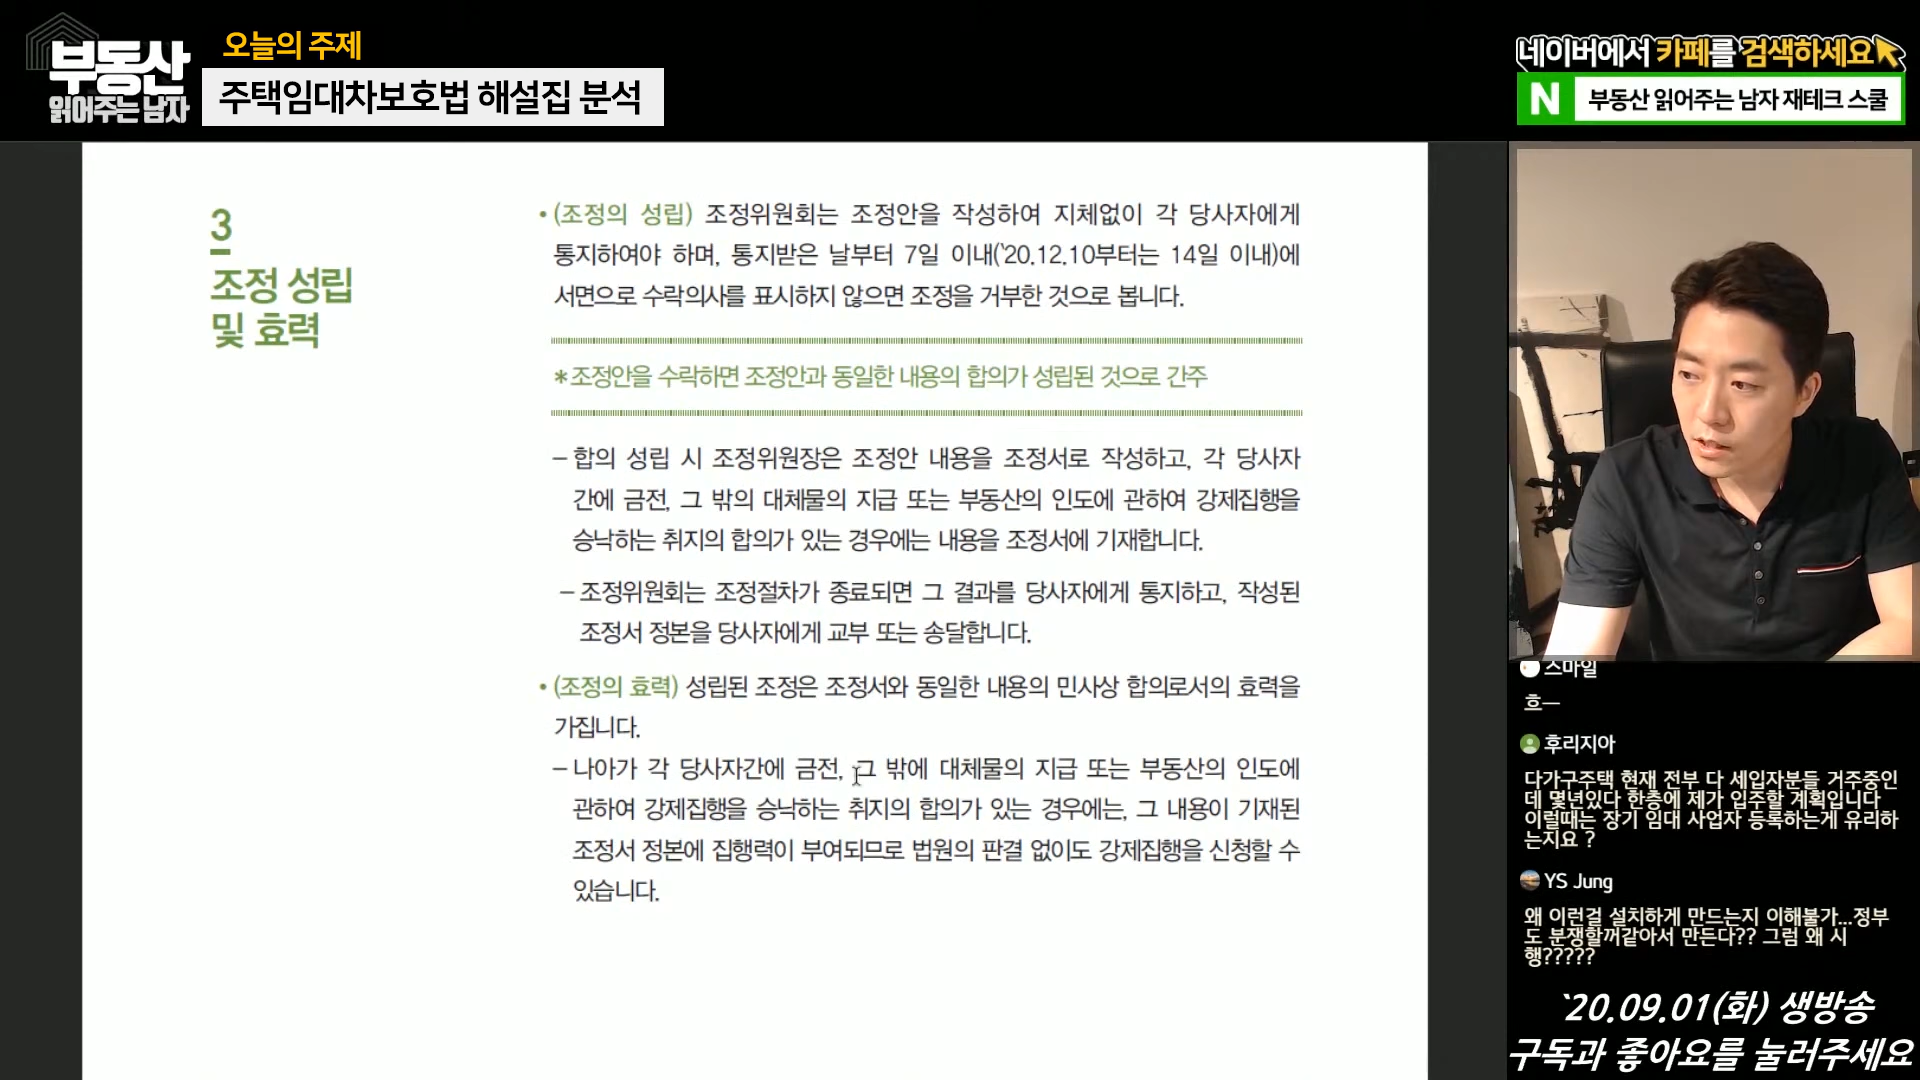 부동산
읽어주는 남자
오늘의 주제
주택임대차보호법 해설집 분석
네이버에서 카페를 검색하세요
N 부동산 읽어주는 남자 재테크 스쿨
3
조정 성립
및 효력
• (조정의 성립) 조정위원회는 조정안을 작성하여 지체없이 각 당사자에게
통지하여야 하며, 통지받은 날부터 7일 이내(‘20.12.10부터는 14일 이내)에
서면으로 수락의사를 표시하지 않으면 조정을 거부한 것으로 봅니다.
*조정안을 수락하면 조정안과 동일한 내용의 합의가 성립된 것으로 간주
– 합의 성립 시 조정위원장은 조정안 내용을 조정서로 작성하고, 각 당사자
간에 금전, 그 밖의 대체물의 지급 또는 부동산의 인도에 관하여 강제집행을
승낙하는 취지의 합의가 있는 경우에는 내용을 조정서에 기재합니다.
– 조정위원회는 조정절차가 종료되면 그 결과를 당사자에게 통지하고, 작성된
조정서 정본을 당사자에게 교부 또는 송달합니다.
• (조정의 효력) 성립된 조정은 조정서와 동일한 내용의 민사상 합의로서의 효력을
가집니다.
– 나아가 각 당사자간에 금전, 그 밖에 대체물의 지급 또는 부동산의 인도에
관하여 강제집행을 승낙하는 취지의 합의가 있는 경우에는, 그 내용이 기재된
조정서 정본에 집행력이 부여되므로 법원의 판결 없이도 강제집행을 신청할 수
있습니다.
스마일
흐ㅡ
후리지아
다가구주택 현재 전부 다 세입자분들 거주중인
데 몇년있다 한층에 제가 입주할 계획입니다
이럴때는 장기 임대 사업자 등록하는게 유리하
는지요 ?
YS Jung
왜 이런걸 설치하게 만드는지 이해불가...정부
도 분쟁할꺼같아서 만든다?? 그럼 왜 시
행?????
‘20.09.01(화) 생방송
구독과 좋아요를 눌러주세요